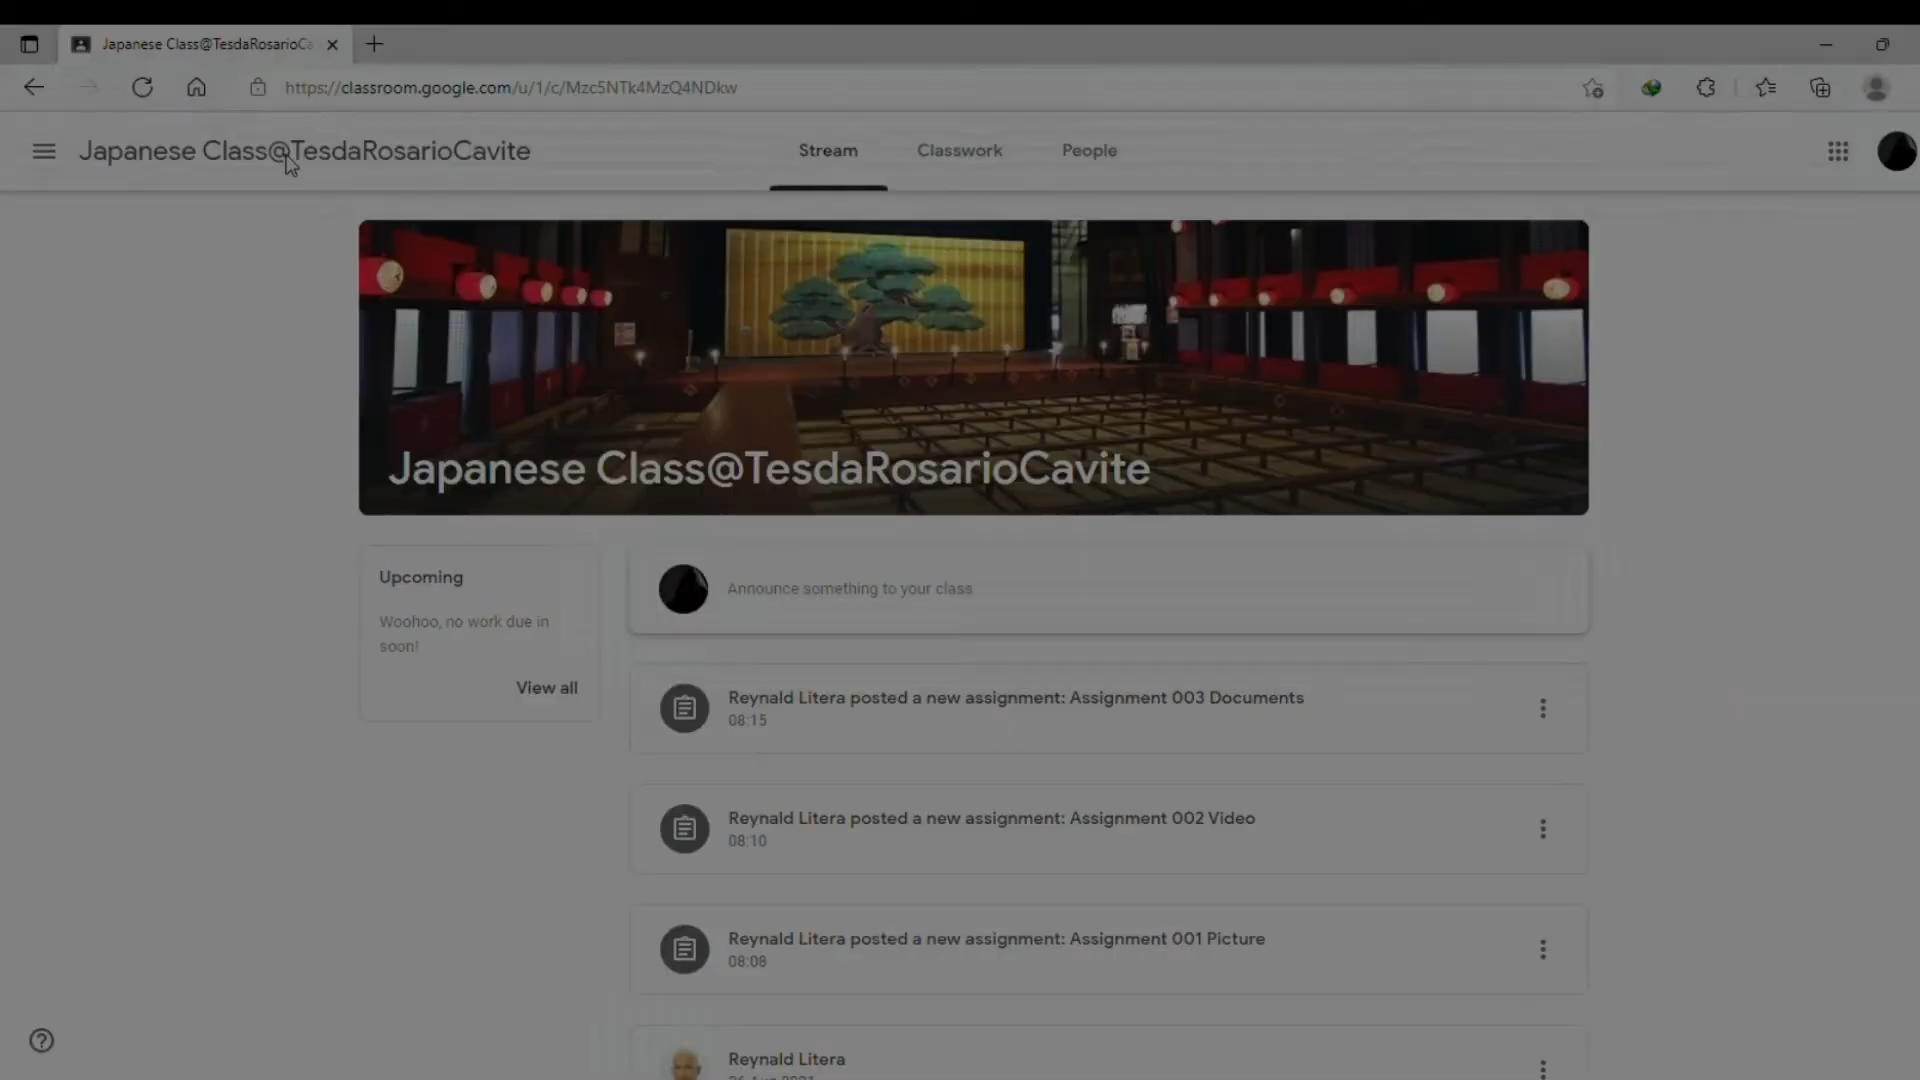 Japanese Class@TesdaRosarioCa
https://classroom.google.com/u/1/c/Mzc5NTk4MzQ4NDkw
Japanese Class@TesdaRosarioCavite
Stream
Classwork
People
Japanese Class@TesdaRosarioCavite
Upcoming
Woohoo, no work due in
soon!
View all
Announce something to your class
Reynald Litera posted a new assignment: Assignment 003 Documents
08:15
Reynald Litera posted a new assignment: Assignment 002 Video
08:10
Reynald Litera posted a new assignment: Assignment 001 Picture
08:08
Reynald Litera